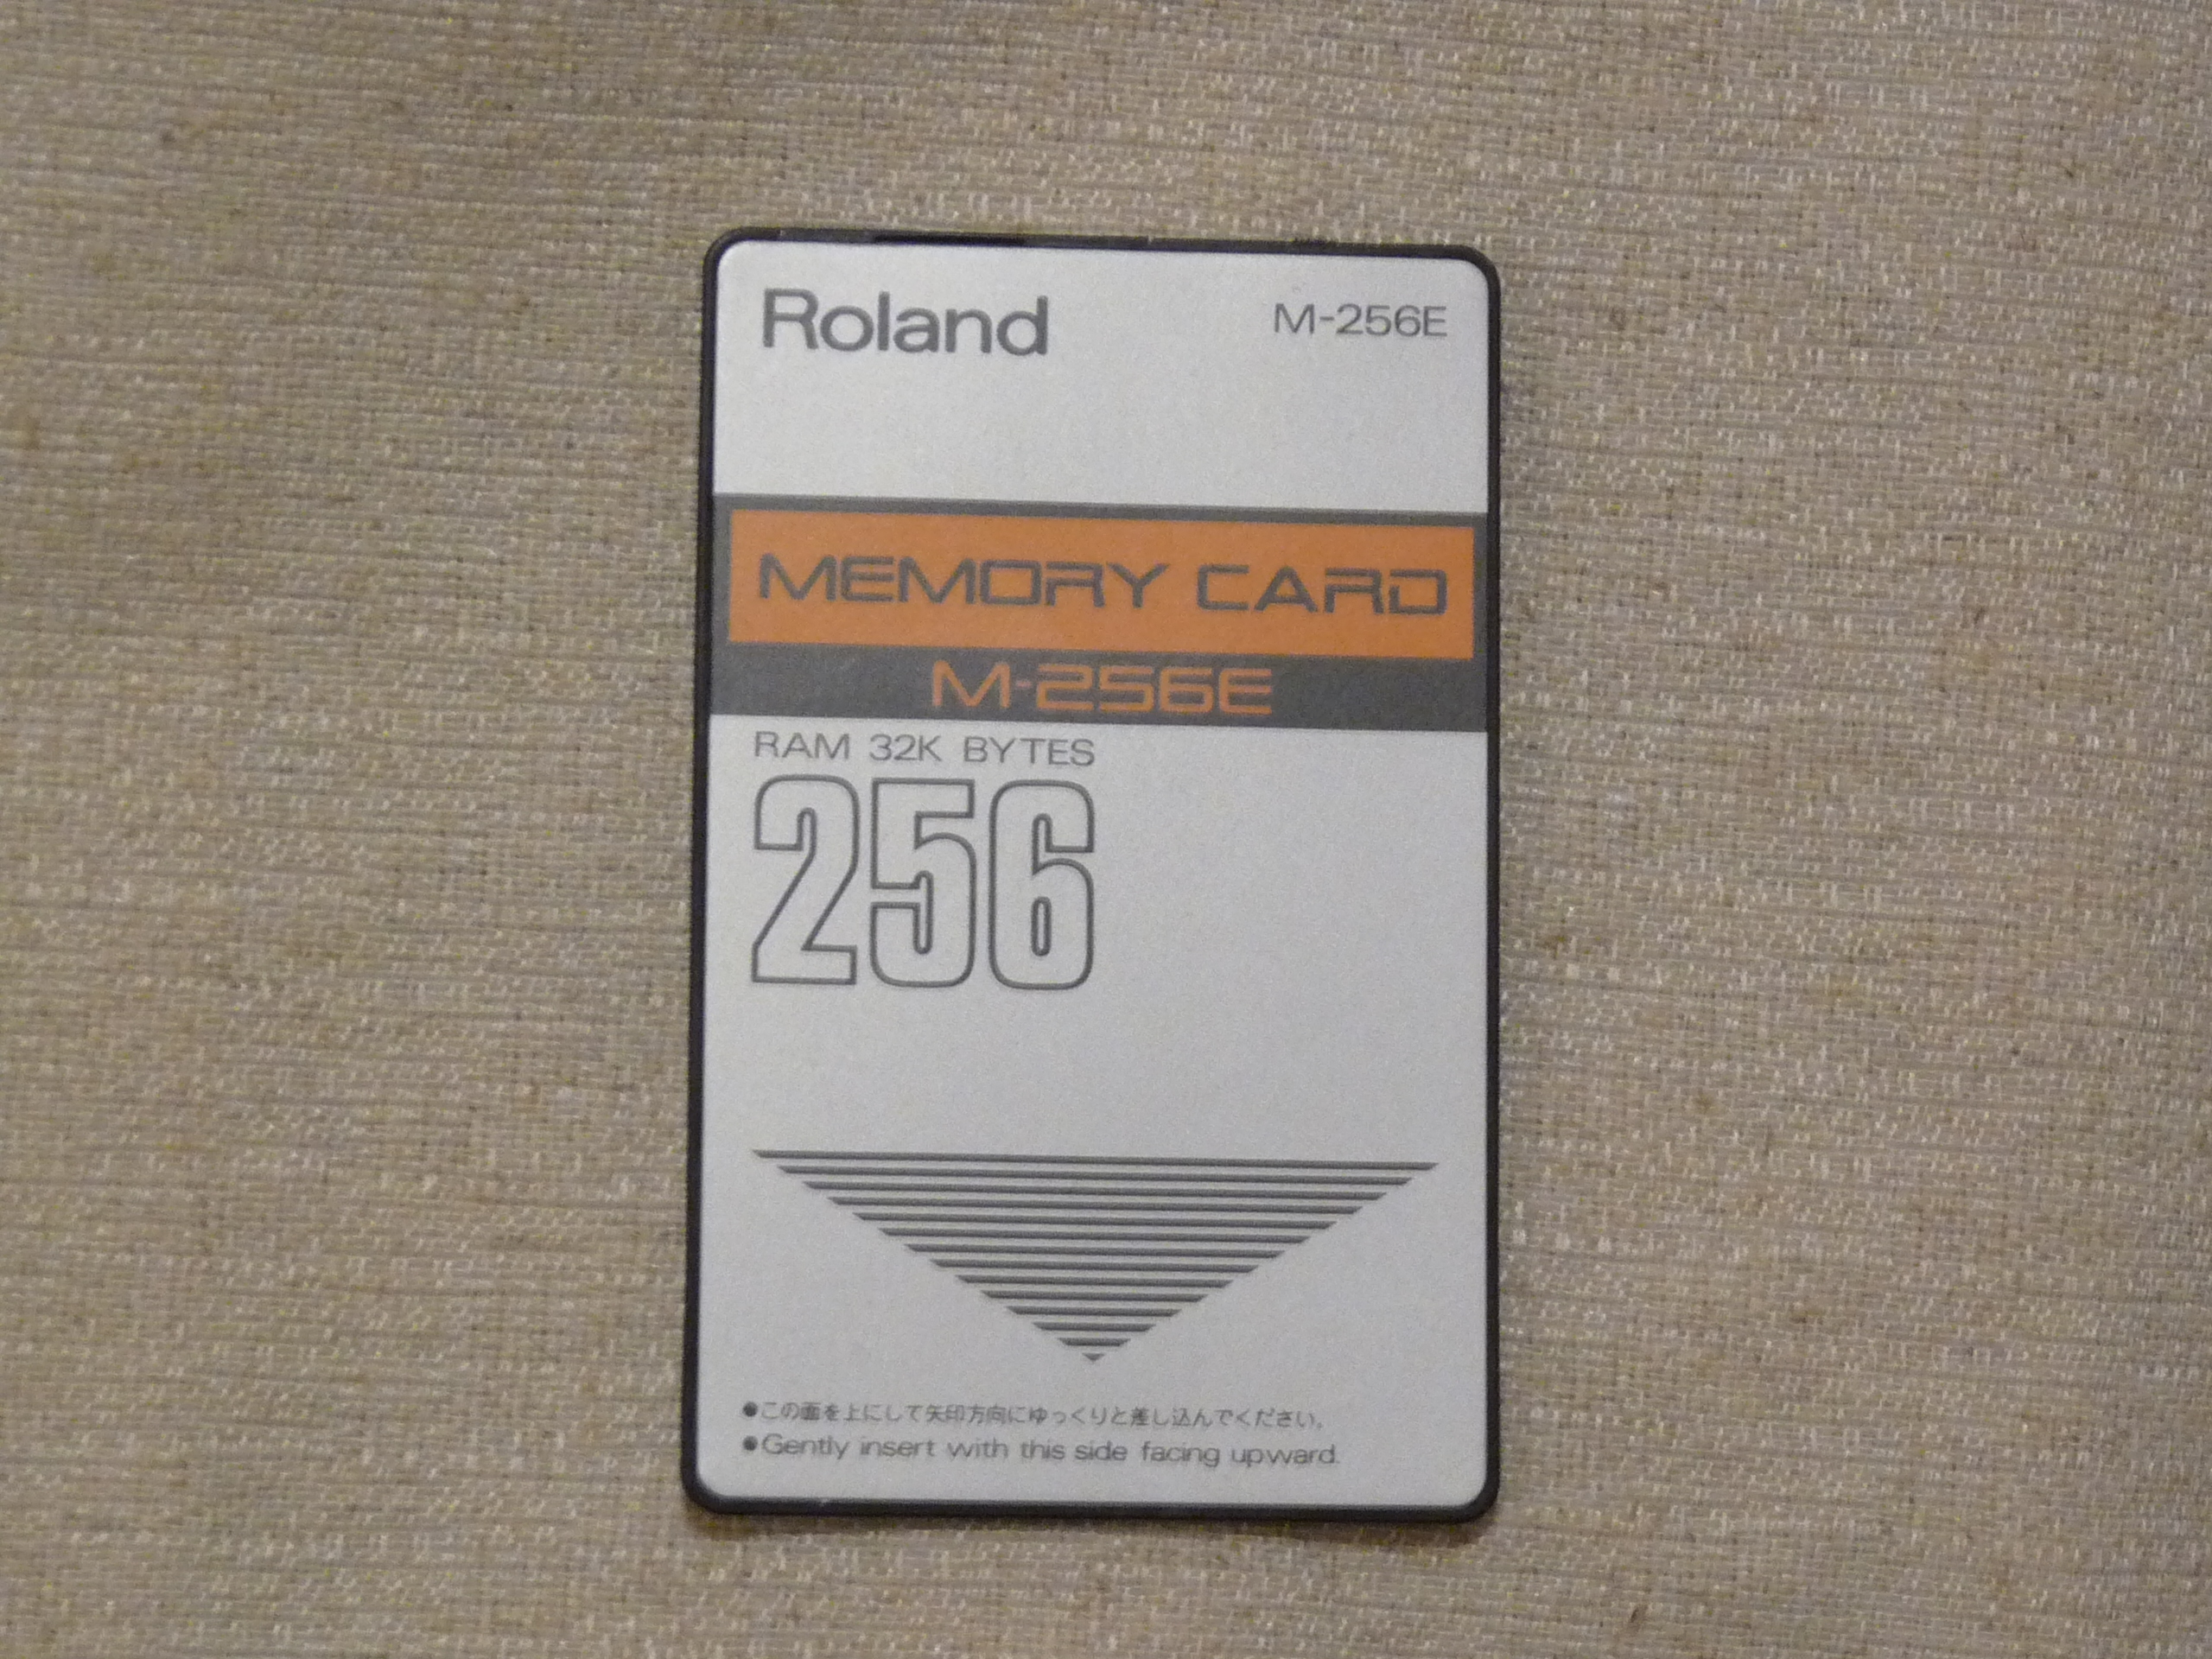 Roland M-256E
MEMORY CARD
M-256E
RAM 32K BYTES
256
●この面を上にして矢印方向にゆっくりと差し込んでください。
●Gently insert with this side facing upward.